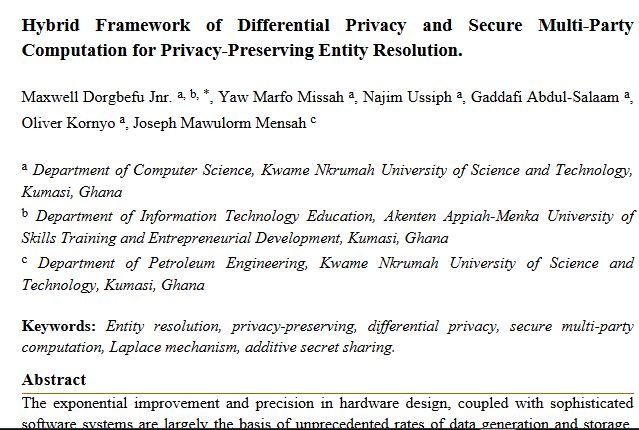 Hybrid Framework of Differential Privacy and Secure Multi-Party
Computation for Privacy-Preserving Entity Resolution.
Maxwell Dorgbefu Jnr. a, b, *, Yaw Marfo Missah a, Najim Ussiph a, Gaddafi Abdul-Salaam a,
Oliver Kornyo a, Joseph Mawulorm Mensah c
a Department of Computer Science, Kwame Nkrumah University of Science and Technology,
Kumasi, Ghana
b Department of Information Technology Education, Akenten Appiah-Menka University of
Skills Training and Entrepreneurial Development, Kumasi, Ghana
c Department of Petroleum Engineering, Kwame Nkrumah University of Science and
Technology, Kumasi, Ghana
Keywords: Entity resolution, privacy-preserving, differential privacy, secure multi-party
computation, Laplace mechanism, additive secret sharing.
Abstract
The exponential improvement and precision in hardware design, coupled with sophisticated
software systems are largely the basis of unprecedented rates of data generation and storage.